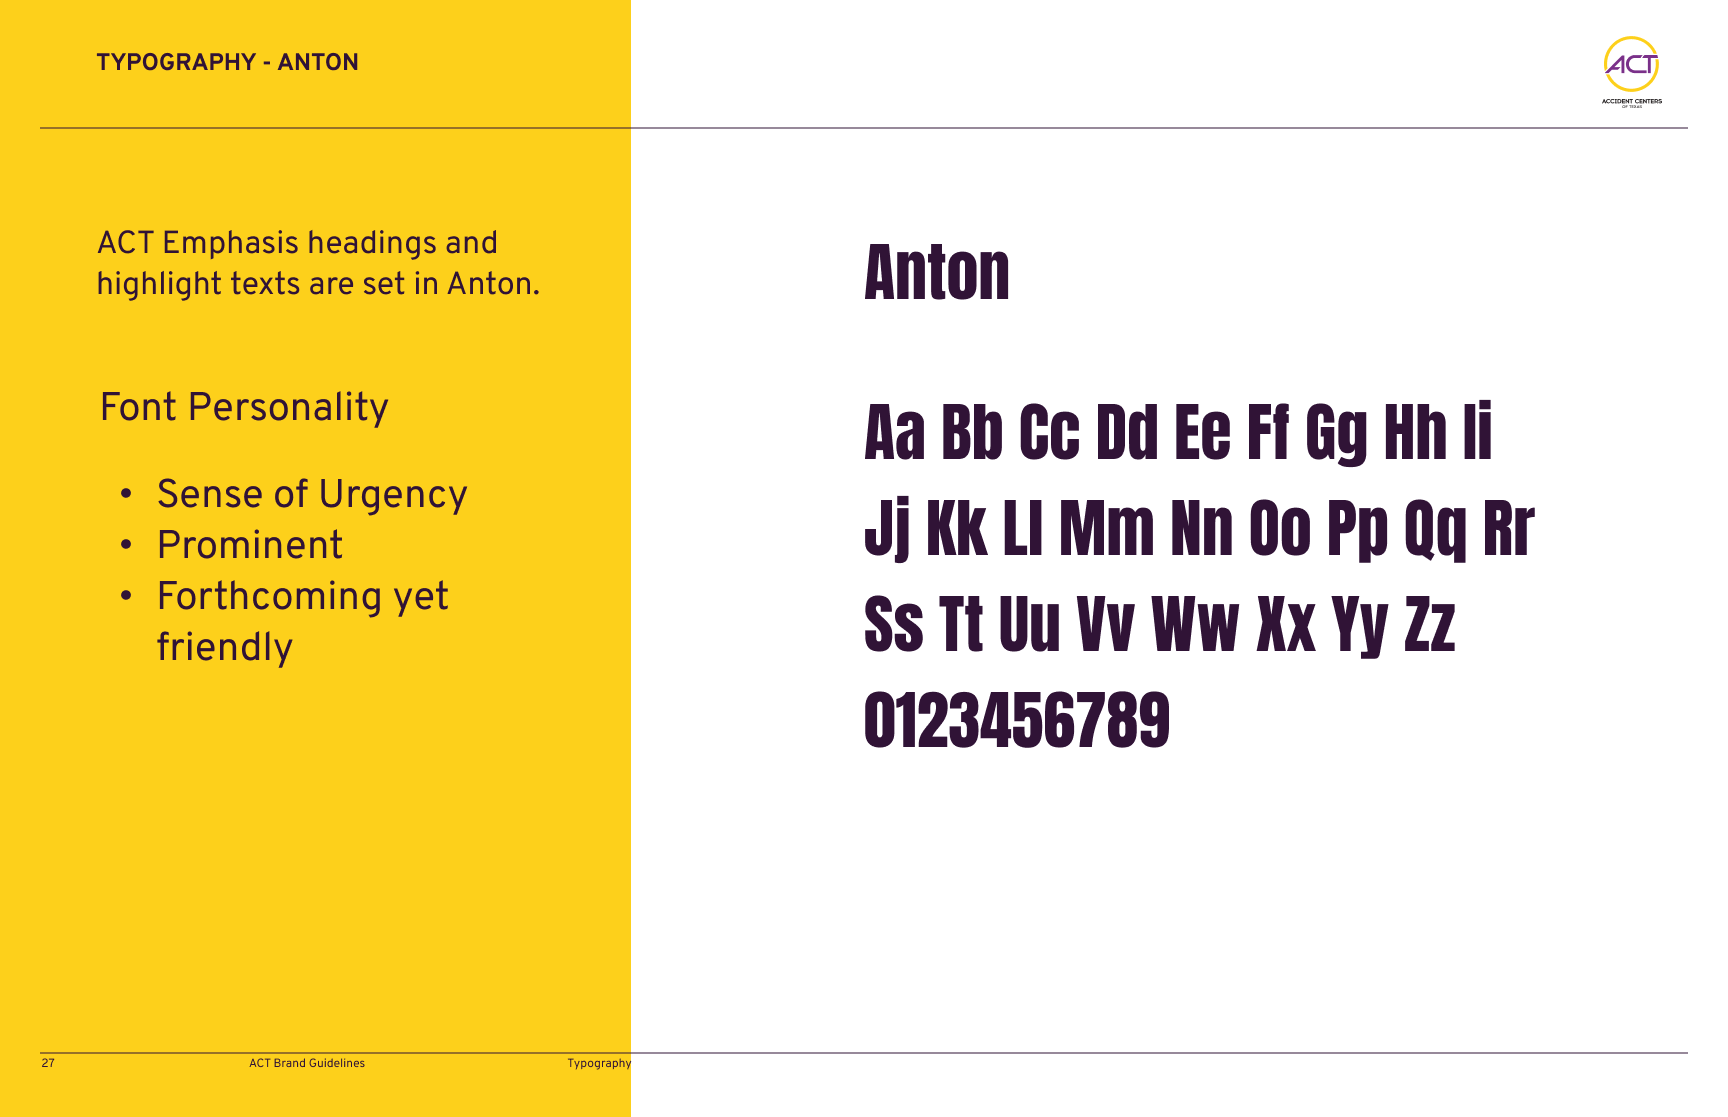 TYPOGRAPHY - ANTON
ACT
ACCIDENT CENTERS
OF TEXAS
ACT Emphasis headings and
highlight texts are set in Anton.
Font Personality
• Sense of Urgency
• Prominent
• Forthcoming yet
friendly
Anton
Aa Bb Cc Dd Ee Ff Gg Hh Ii
Jj Kk Ll Mm Nn Oo Pp Qq Rr
Ss Tt Uu Vv Ww Xx Yy Zz
0123456789
27
ACT Brand Guidelines
Typography